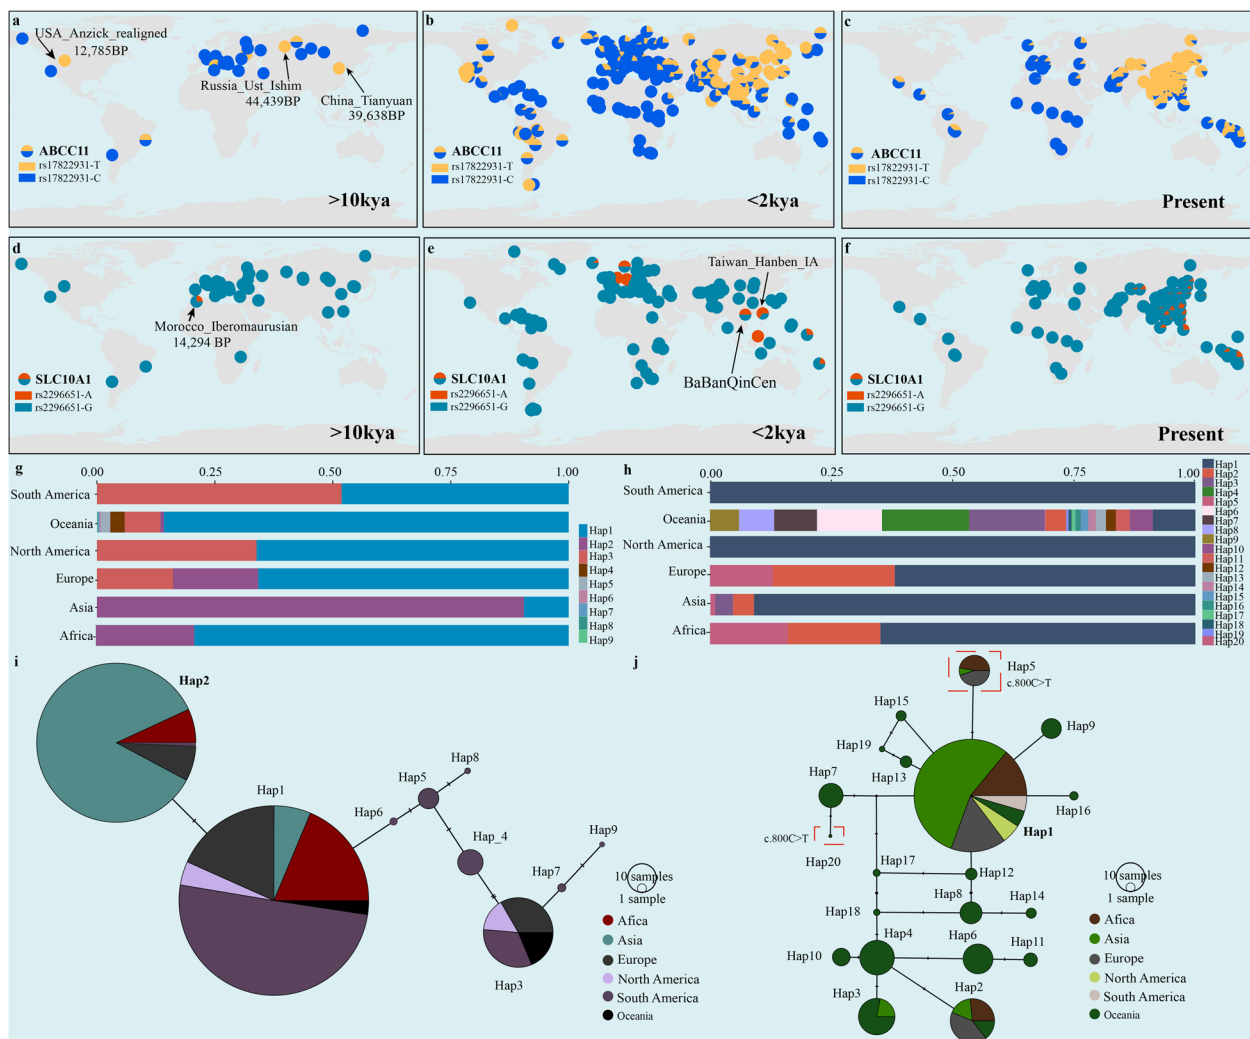 a
USA_Anzick_realigned
12,785BP
Russia_Ust_Ishim
44,439BP
China_Tianyuan
39,638BP
ABCC11
rs17822931-T
rs17822931-C
>10kya
b
ABCC11
rs17822931-T
rs17822931-C
<2kya
c
ABCC11
rs17822931-T
rs17822931-C
Present
d
Morocco_Iberomaurusian
14,294 BP
SLC10A1
rs2296651-A
rs2296651-G
>10kya
e
Taiwan_Hanben_IA
BaBanQinCen
SLC10A1
rs2296651-A
rs2296651-G
<2kya
f
SLC10A1
rs2296651-A
rs2296651-G
Present
g
0.00 0.25 0.50 0.75 1.00
South America
Oceania
North America
Europe
Asia
Africa
Hap1
Hap2
Hap3
Hap4
Hap5
Hap6
Hap7
Hap8
Hap9
h
0.00 0.25 0.50 0.75 1.00
South America
Oceania
North America
Europe
Asia
Africa
Hap1
Hap2
Hap3
Hap4
Hap5
Hap6
Hap7
Hap8
Hap9
Hap10
Hap11
Hap12
Hap13
Hap14
Hap15
Hap16
Hap17
Hap18
Hap19
Hap20
i
Hap2
Hap1
Hap8
Hap5
Hap6
Hap_4
Hap9
Hap7
Hap3
10 samples
1 sample
Africa
Asia
Europe
North America
South America
Oceania
j
Hap5
c.800C>T
Hap15
Hap9
Hap19
Hap7
Hap13
Hap16
Hap1
c.800C>T
Hap20
Hap17
Hap12
Hap8
Hap14
Hap18
Hap4
Hap6
Hap11
Hap10
Hap3
Hap2
10 samples
1 sample
Africa
Asia
Europe
North America
South America
Oceania